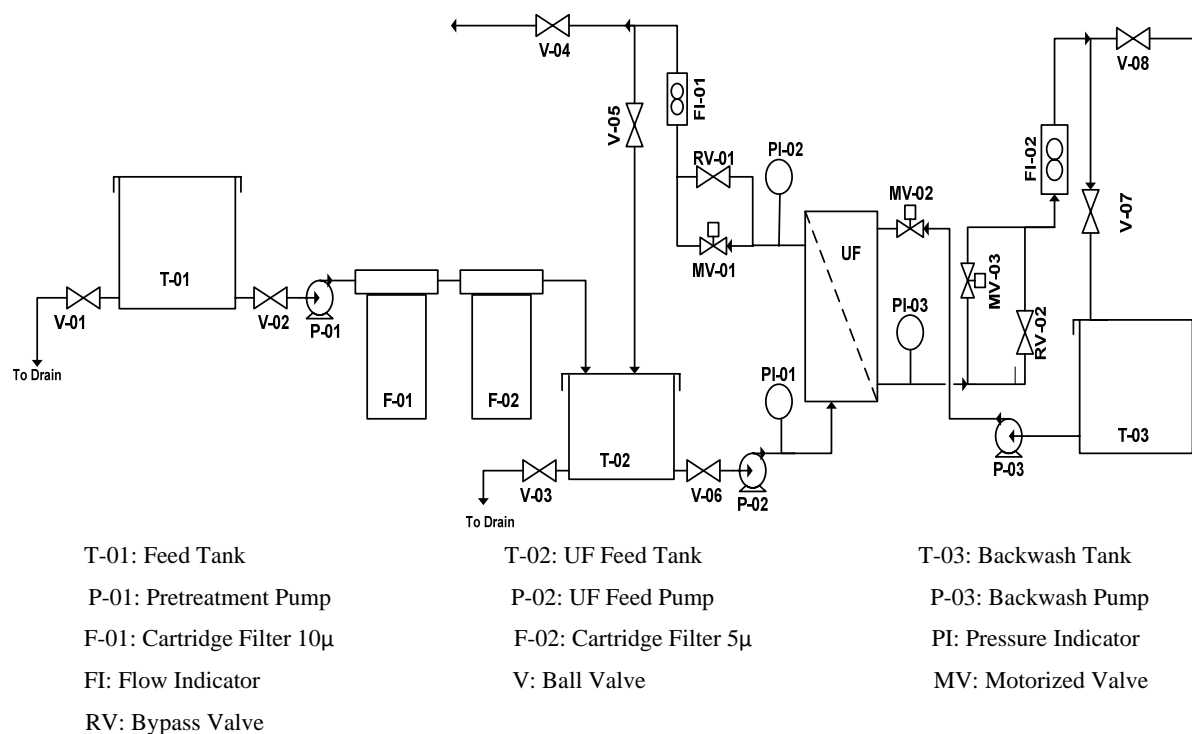 V-04
V-08
FI-01
V-05
FI-02
RV-01
PI-02
MV-02
V-07
T-01
MV-01
UF
MV-03
V-01
V-02
P-01
PI-03
RV-02
To Drain
F-01
F-02
PI-01
T-02
T-03
V-03
V-06
P-02
P-03
To Drain
T-01: Feed Tank
T-02: UF Feed Tank
T-03: Backwash Tank
P-01: Pretreatment Pump
P-02: UF Feed Pump
P-03: Backwash Pump
F-01: Cartridge Filter 10μ
F-02: Cartridge Filter 5μ
PI: Pressure Indicator
FI: Flow Indicator
V: Ball Valve
MV: Motorized Valve
RV: Bypass Valve